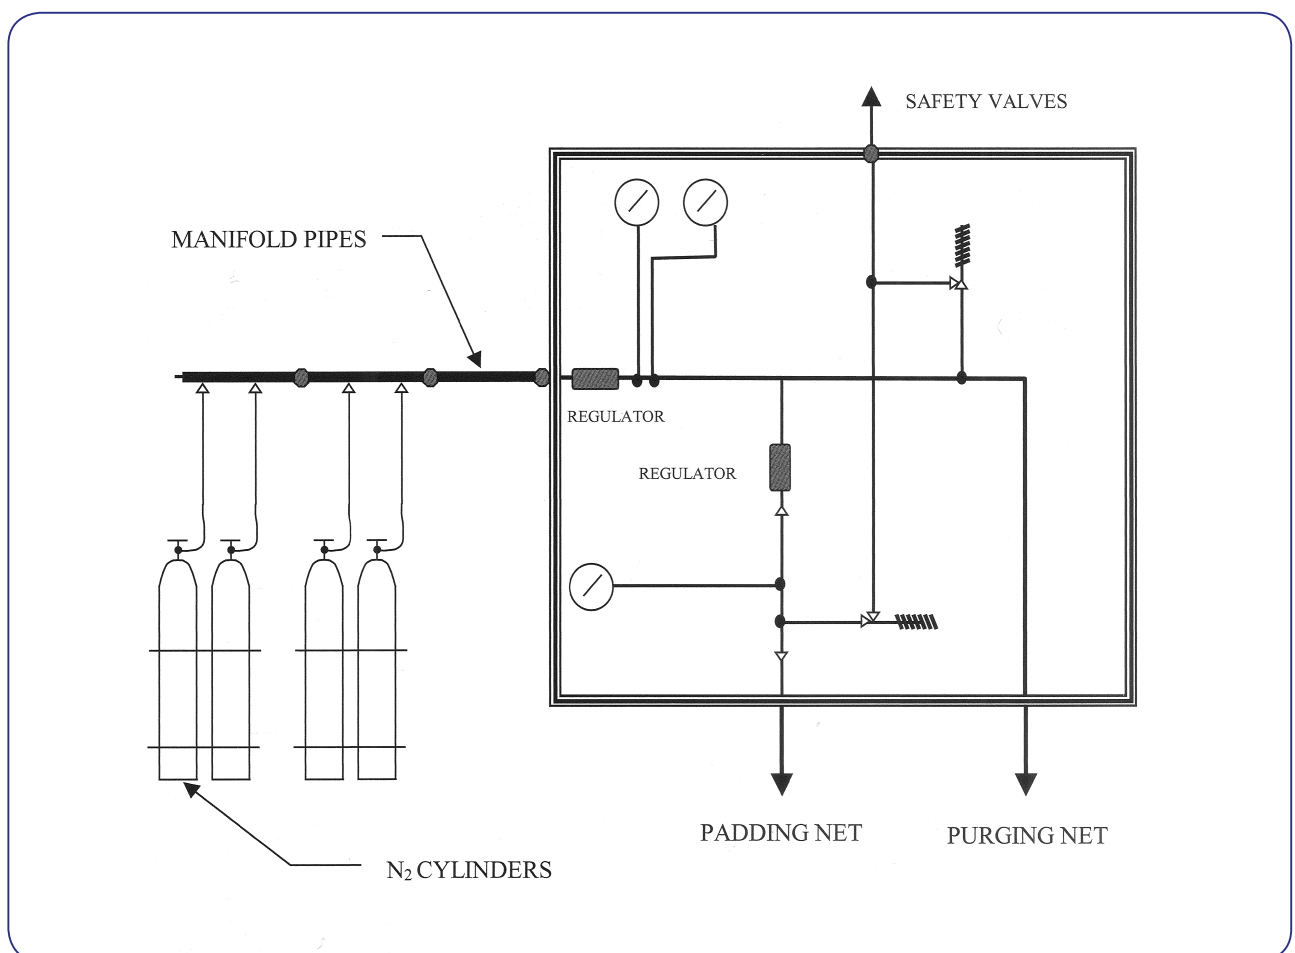 SAFETY VALVES
MANIFOLD PIPES
REGULATOR
REGULATOR
PADDING NET
PURGING NET
N₂ CYLINDERS